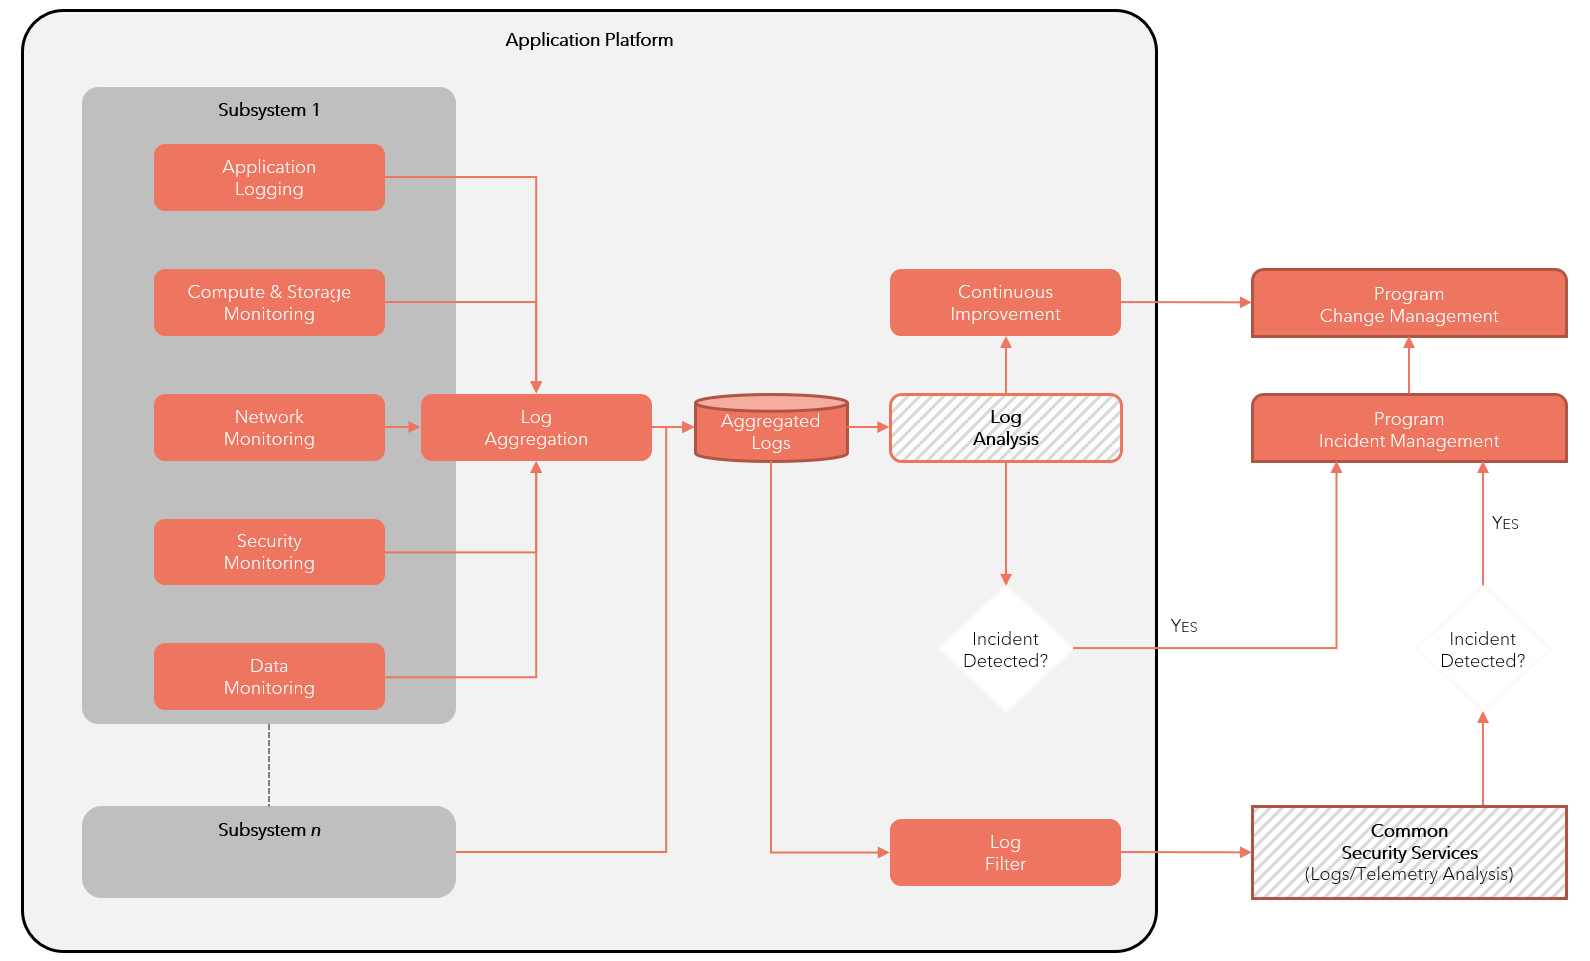 Application Platform
Subsystem 1
Application
Logging
Compute & Storage
Monitoring
Network
Monitoring
Security
Monitoring
Data
Monitoring
Subsystem n
Log
Aggregation
Aggregated
Logs
Continuous
Improvement
Log
Analysis
Incident
Detected?
YES
Log
Filter
Program
Change Management
Program
Incident Management
YES
Incident
Detected?
Common
Security Services
(Logs/Telemetry Analysis)